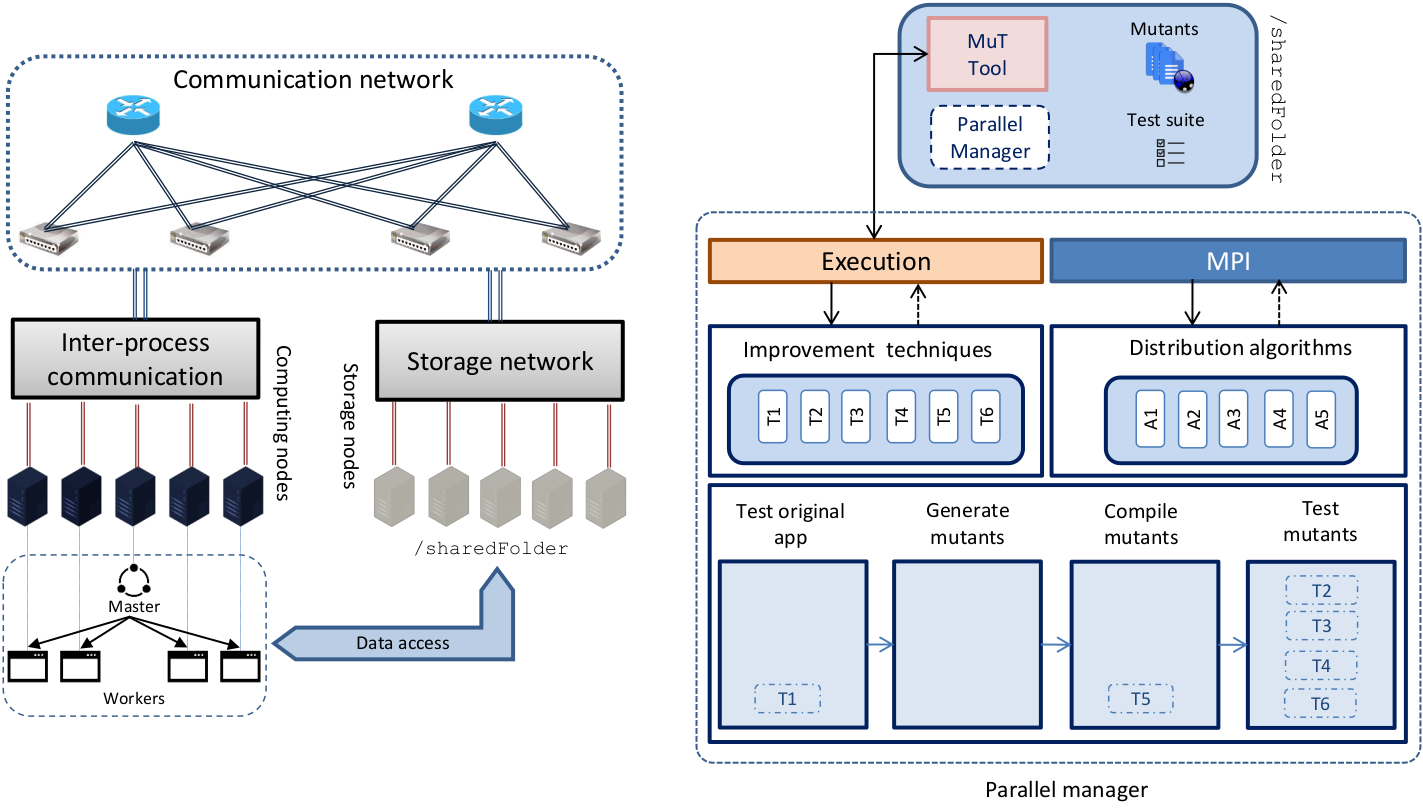 Communication network
Inter-process
communication
Computing nodes
Storage nodes
Storage network
/sharedFolder
Master
Workers
Data access
MuT
Tool
Parallel
Manager
Mutants
Test suite
/sharedFolder
Execution
MPI
Improvement techniques
T1 T2 T3 T4 T5 T6
Distribution algorithms
A1 A2 A3 A4 A5
Test original
app
Generate
mutants
Compile
mutants
Test
mutants
T1
T5
T2
T3
T4
T6
Parallel manager